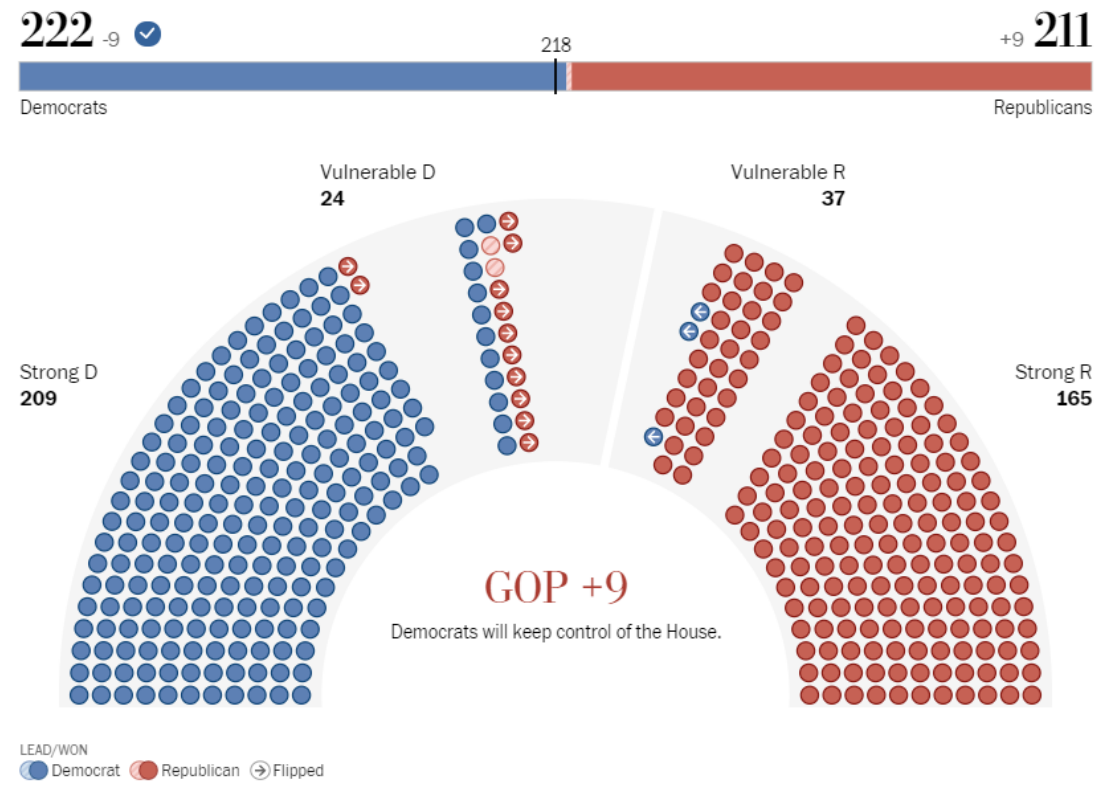 222 -9
+9 211
218
Democrats
Republicans
Vulnerable D
24
Vulnerable R
37
Strong D
209
Strong R
165
GOP +9
Democrats will keep control of the House.
LEAD/WON
Democrat Republican Flipped